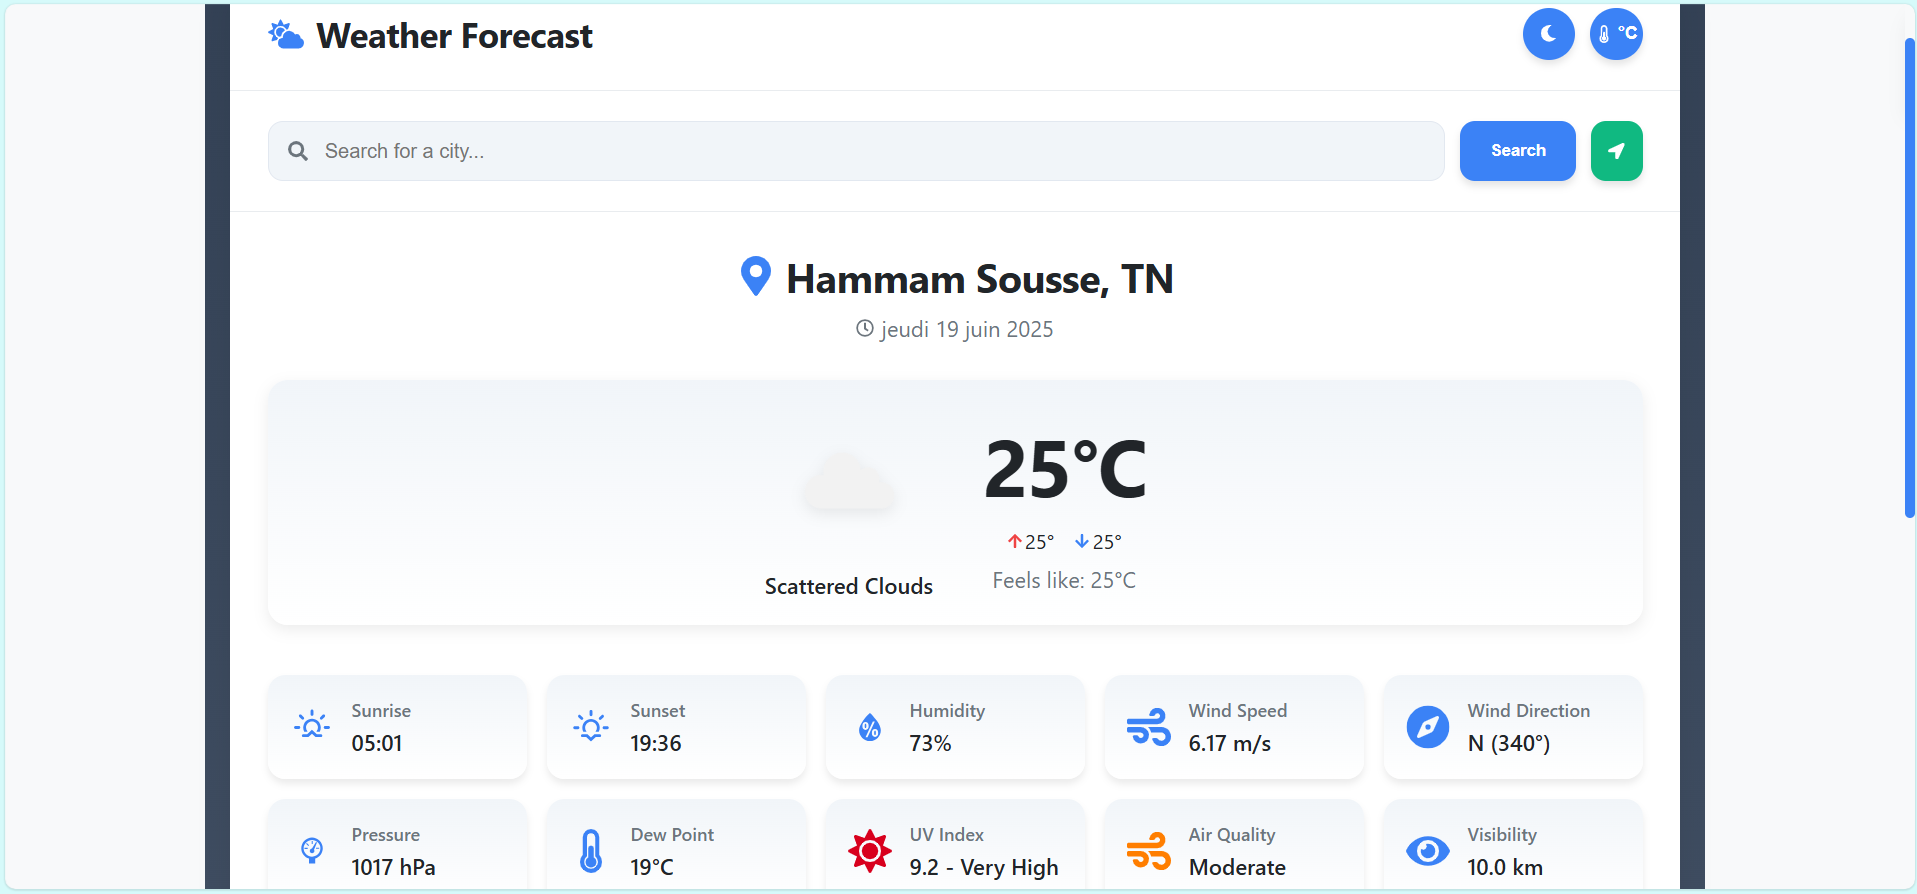 Weather Forecast
°C
Search for a city...
Search
Hammam Sousse, TN
jeudi 19 juin 2025
25°C
25° 25°
Feels like: 25°C
Scattered Clouds
Sunrise
05:01
Sunset
19:36
Humidity
73%
Wind Speed
6.17 m/s
Wind Direction
N (340°)
Pressure
1017 hPa
Dew Point
19°C
UV Index
9.2 - Very High
Air Quality
Moderate
Visibility
10.0 km